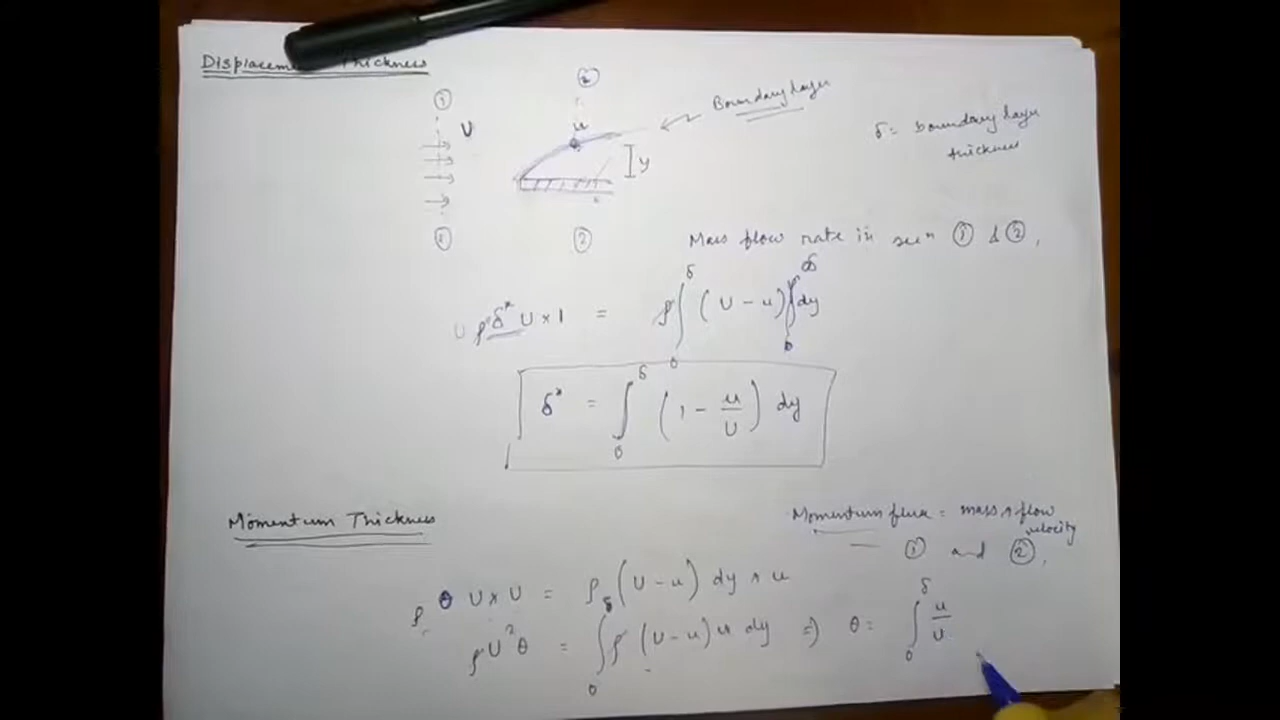 Displacement Thickness
① ②
U u
Boundary layer
δ = boundary layer
thickness
y
① ②
Mass flow rate in secn ① & ②,
ρ δ* U × 1 = ρ ∫₀^δ (U − u) dy
δ* = ∫₀^δ (1 − u/U) dy
Momentum Thickness
Momentum flux = mass × flow
velocity
— ① and ②,
ρ θ U × U = ρ (U − u) dy × u
ρ U² θ = ∫₀^δ ρ (U − u) u dy ⇒ θ = ∫₀^δ u/U